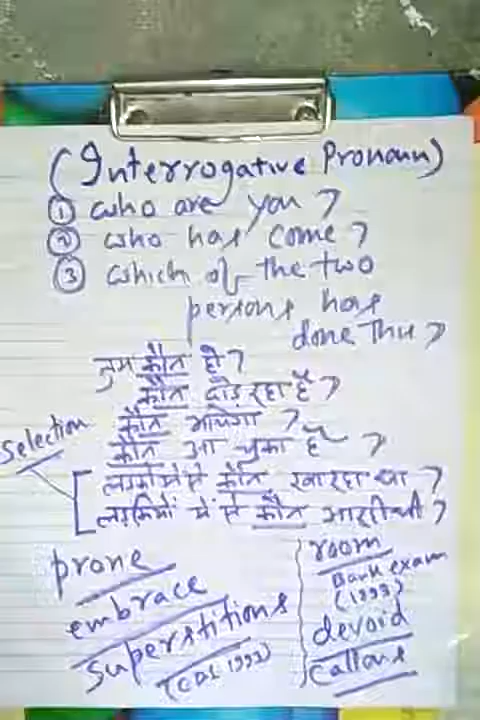 (Interrogative Pronoun)
① who are you?
② who has come?
③ which of the two
persons has
done this?
तुम कौन हो?
कौन दौड़ रहा है?
कौन आयेगा ?
कौन आ चुका है ?
Selection
लड़कों में से कौन खा रहा था ?
लड़कियों में से कौन आ रही थी ?
prone
embrace
superstitions
(CDS 1993)
room
Bank exam
(1993)
devoid
callous